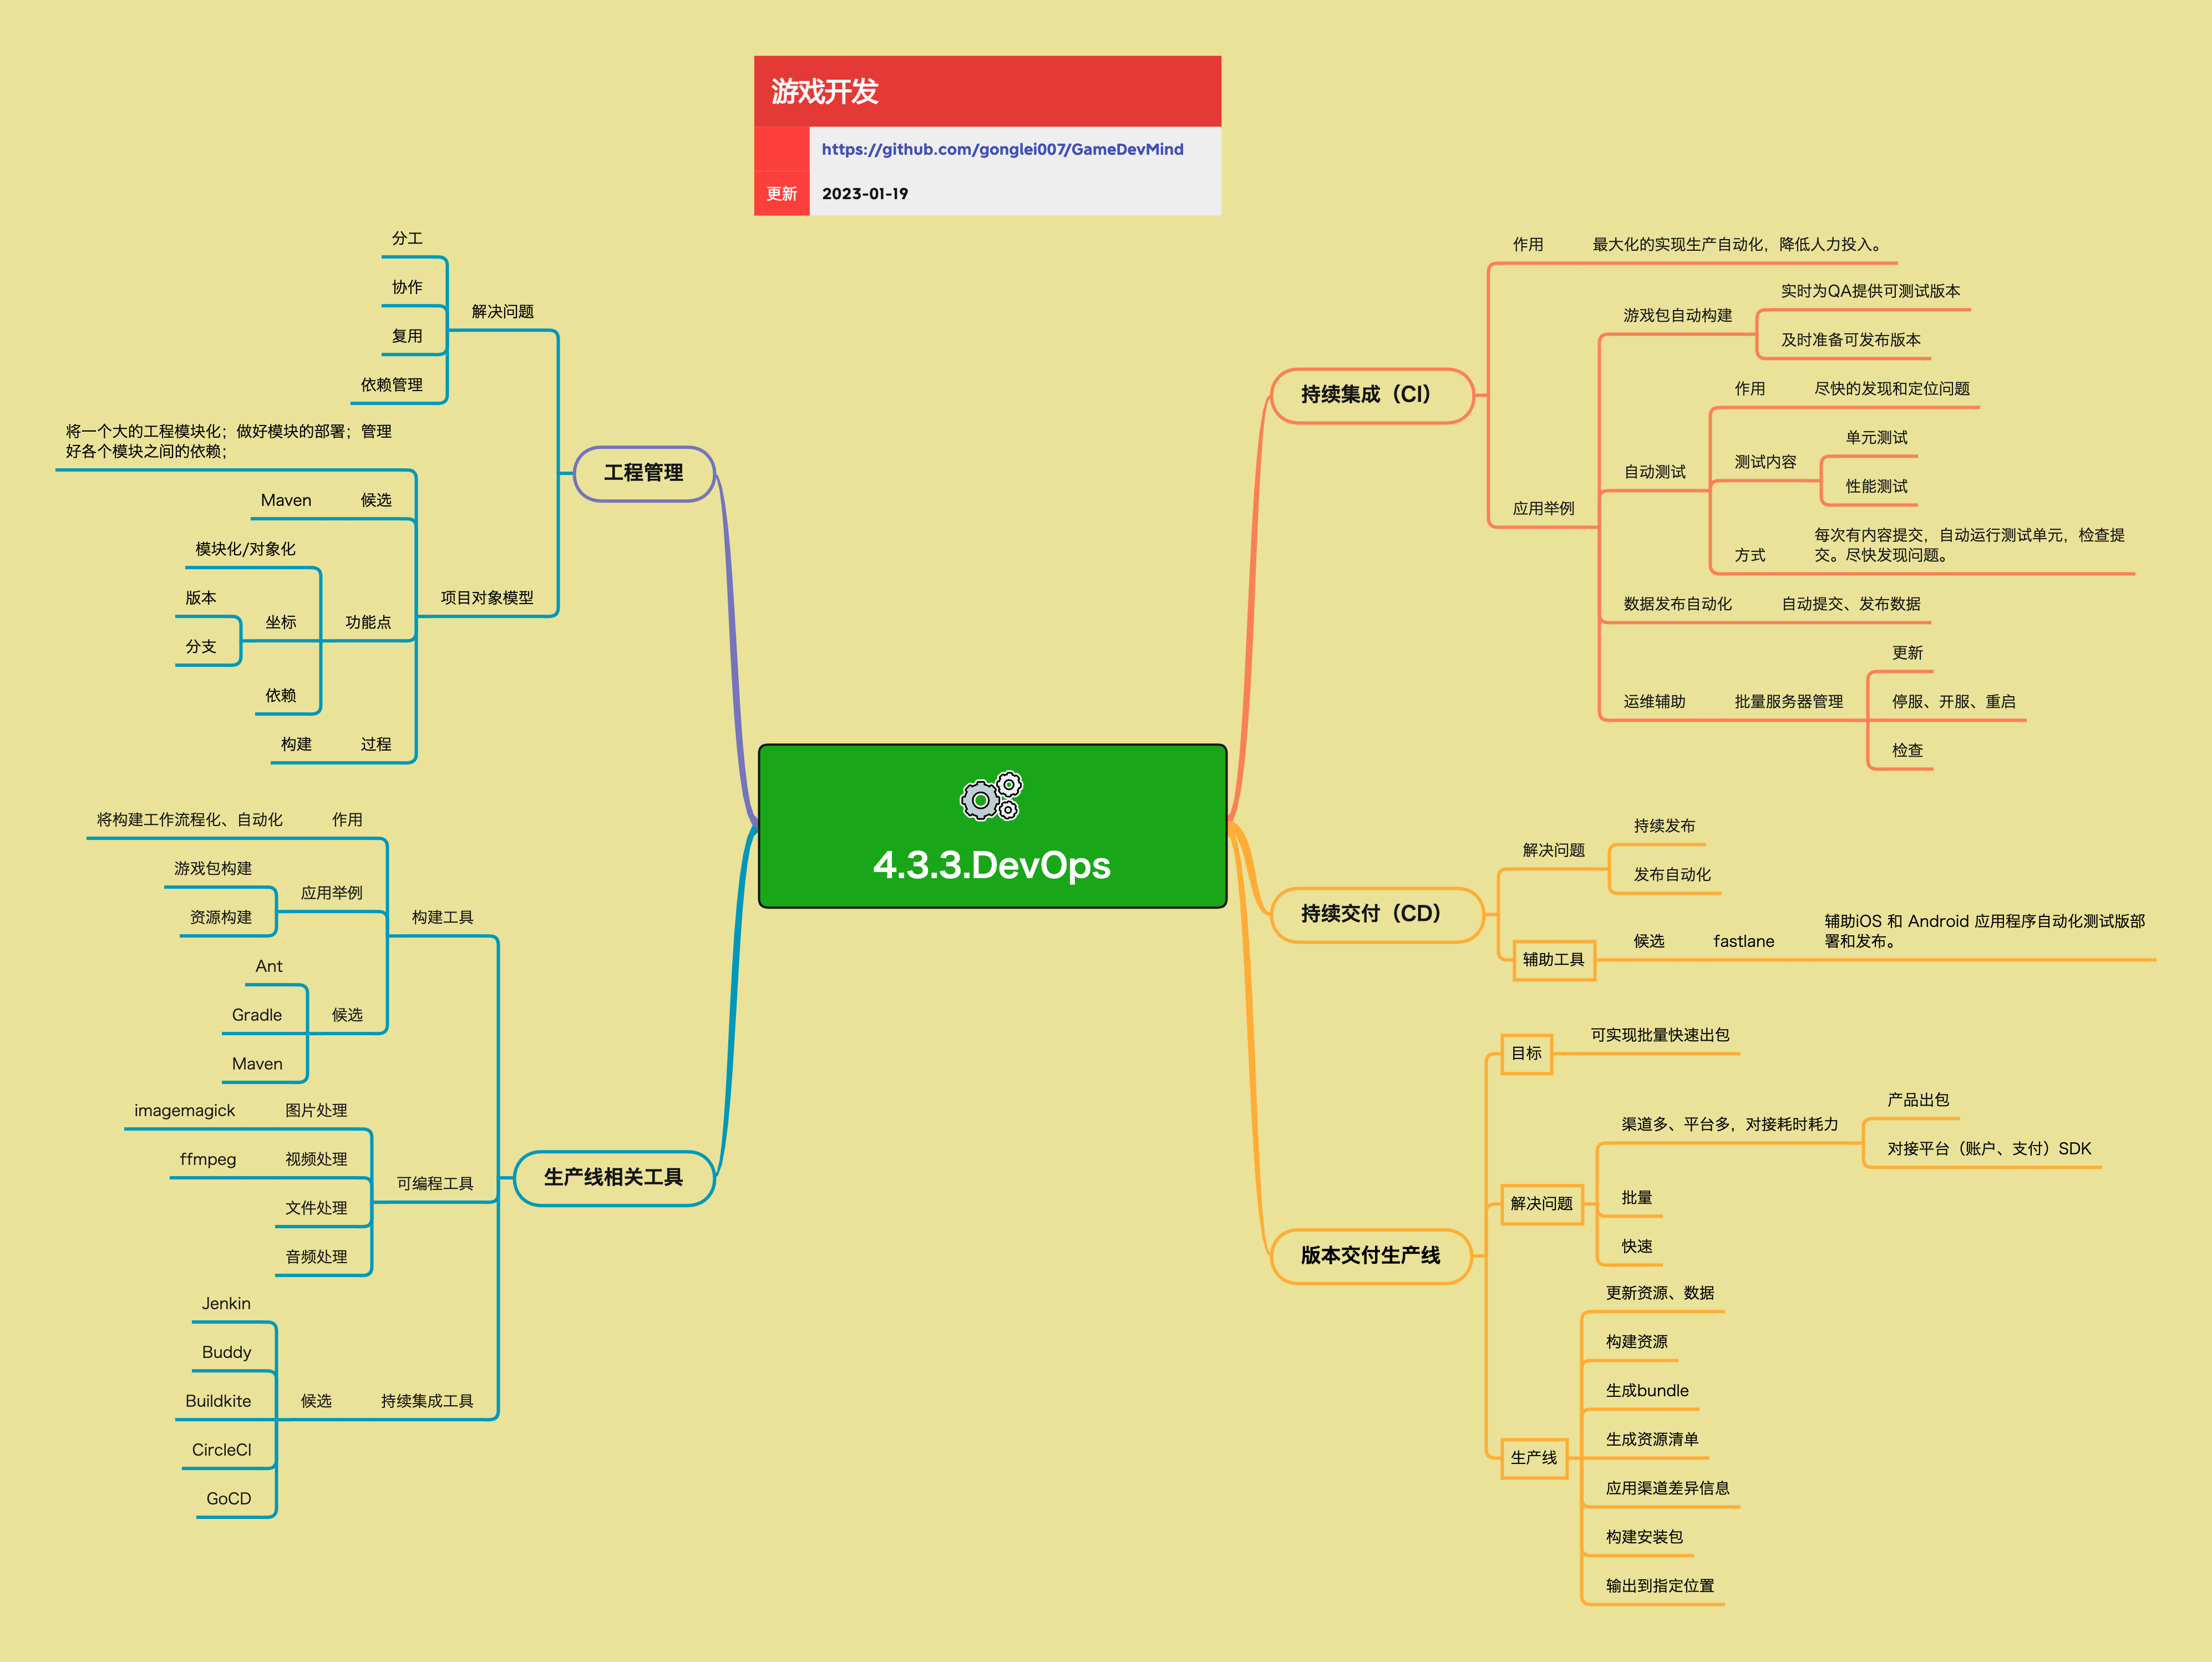 游戏开发
https://github.com/gonglei007/GameDevMind
更新
2023-01-19
4.3.3.DevOps
持续集成（CI）
作用
最大化的实现生产自动化，降低人力投入。
应用举例
游戏包自动构建
实时为QA提供可测试版本
及时准备可发布版本
自动测试
作用
尽快的发现和定位问题
测试内容
单元测试
性能测试
方式
每次有内容提交，自动运行测试单元，检查提
交。尽快发现问题。
数据发布自动化
自动提交、发布数据
运维辅助
批量服务器管理
更新
停服、开服、重启
检查
持续交付（CD）
解决问题
持续发布
发布自动化
辅助工具
候选
fastlane
辅助iOS 和 Android 应用程序自动化测试版部
署和发布。
版本交付生产线
目标
可实现批量快速出包
解决问题
渠道多、平台多，对接耗时耗力
产品出包
对接平台（账户、支付）SDK
批量
快速
生产线
更新资源、数据
构建资源
生成bundle
生成资源清单
应用渠道差异信息
构建安装包
输出到指定位置
工程管理
解决问题
分工
协作
复用
依赖管理
项目对象模型
将一个大的工程模块化；做好模块的部署；管理
好各个模块之间的依赖；
候选
Maven
功能点
模块化/对象化
坐标
版本
分支
依赖
过程
构建
生产线相关工具
构建工具
作用
将构建工作流程化、自动化
应用举例
游戏包构建
资源构建
候选
Ant
Gradle
Maven
可编程工具
图片处理
imagemagick
视频处理
ffmpeg
文件处理
音频处理
持续集成工具
候选
Jenkin
Buddy
Buildkite
CircleCI
GoCD